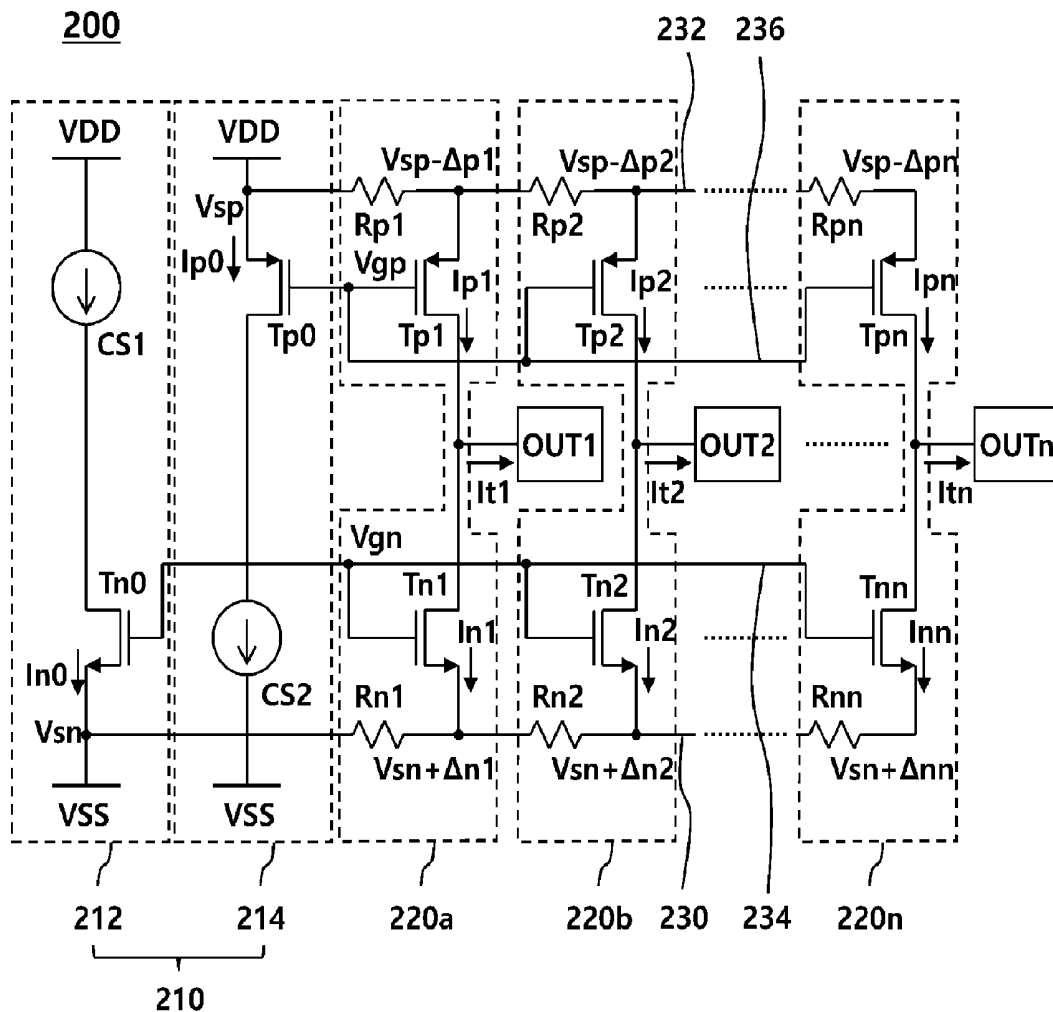 200
232
236
VDD
VDD
Vsp-Δp1
Vsp-Δp2
Vsp-Δpn
Vsp
Rp1
Rp2
Rpn
Ip0
Vgp
Ip1
Ip2
Ipn
CS1
Tp0
Tp1
Tp2
Tpn
OUT1
OUT2
OUTn
It1
It2
Itn
Vgn
Tn0
Tn1
Tn2
Tnn
In0
In1
In2
Inn
CS2
Rn1
Rn2
Rnn
Vsn
Vsn+Δn1
Vsn+Δn2
Vsn+Δnn
VSS
VSS
212
214
220a
220b
230
234
220n
210